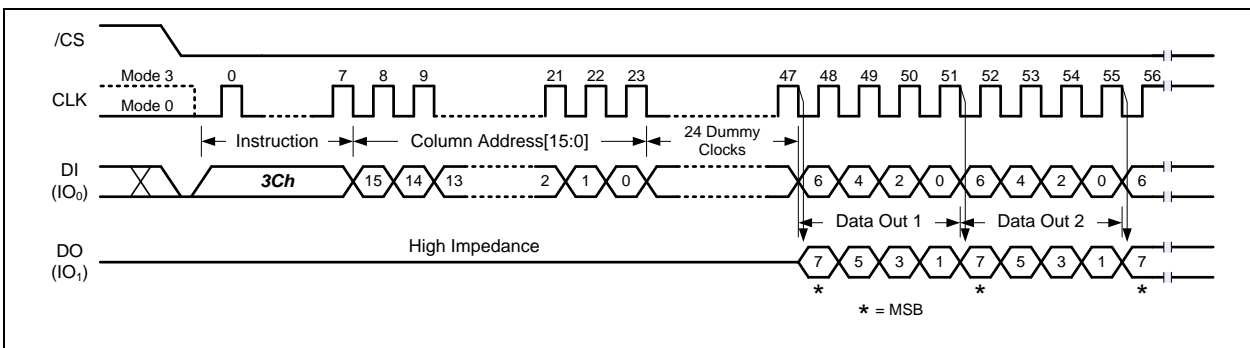 /CS
Mode 3 0 7 8 9 21 22 23 47 48 49 50 51 52 53 54 55 56
CLK
Mode 0
Instruction Column Address[15:0] 24 Dummy Clocks
DI (IO0) 3Ch 15 14 13 2 1 0 6 4 2 0 6 4 2 0 6
Data Out 1 Data Out 2
High Impedance
DO (IO1) 7 5 3 1 7 5 3 1 7
* * *
* = MSB